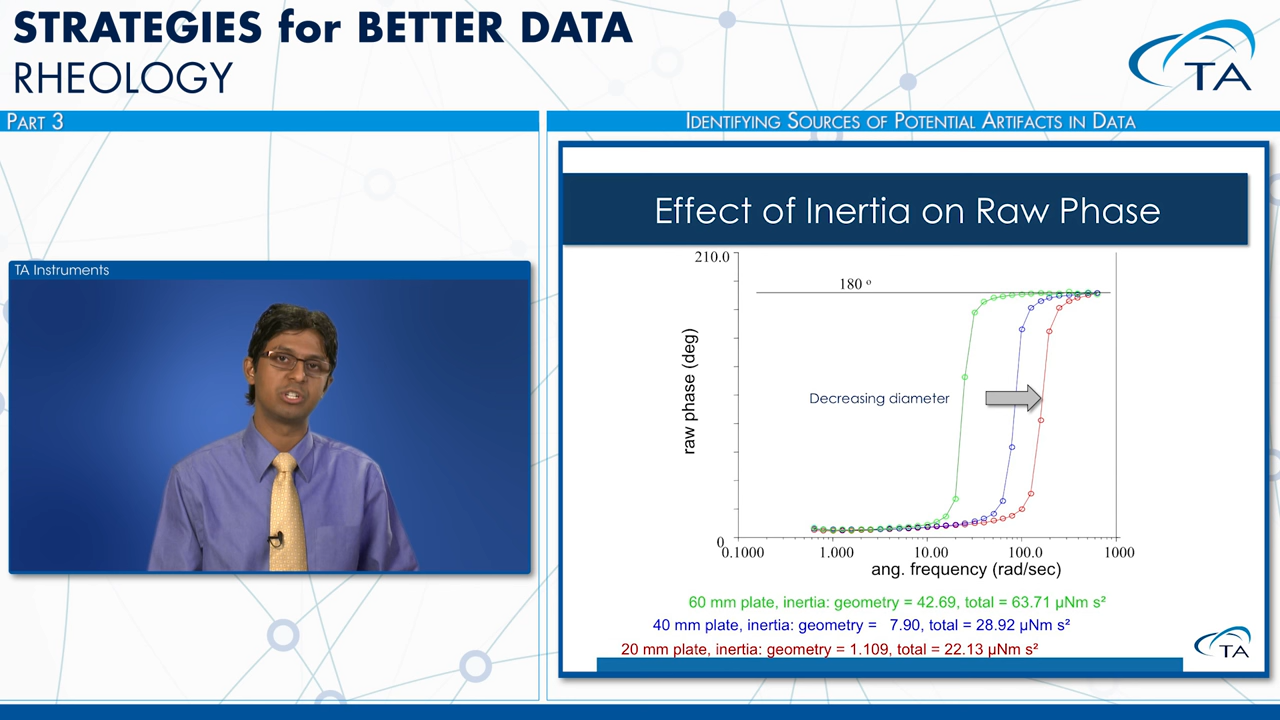 STRATEGIES for BETTER DATA
RHEOLOGY
TA
PART 3
IDENTIFYING SOURCES OF POTENTIAL ARTIFACTS IN DATA
TA Instruments
Effect of Inertia on Raw Phase
210.0
180 º
raw phase (deg)
Decreasing diameter
0
0.1000
1.000
10.00
100.0
1000
ang. frequency (rad/sec)
60 mm plate, inertia: geometry = 42.69, total = 63.71 µNm s²
40 mm plate, inertia: geometry = 7.90, total = 28.92 µNm s²
20 mm plate, inertia: geometry = 1.109, total = 22.13 µNm s²
TA